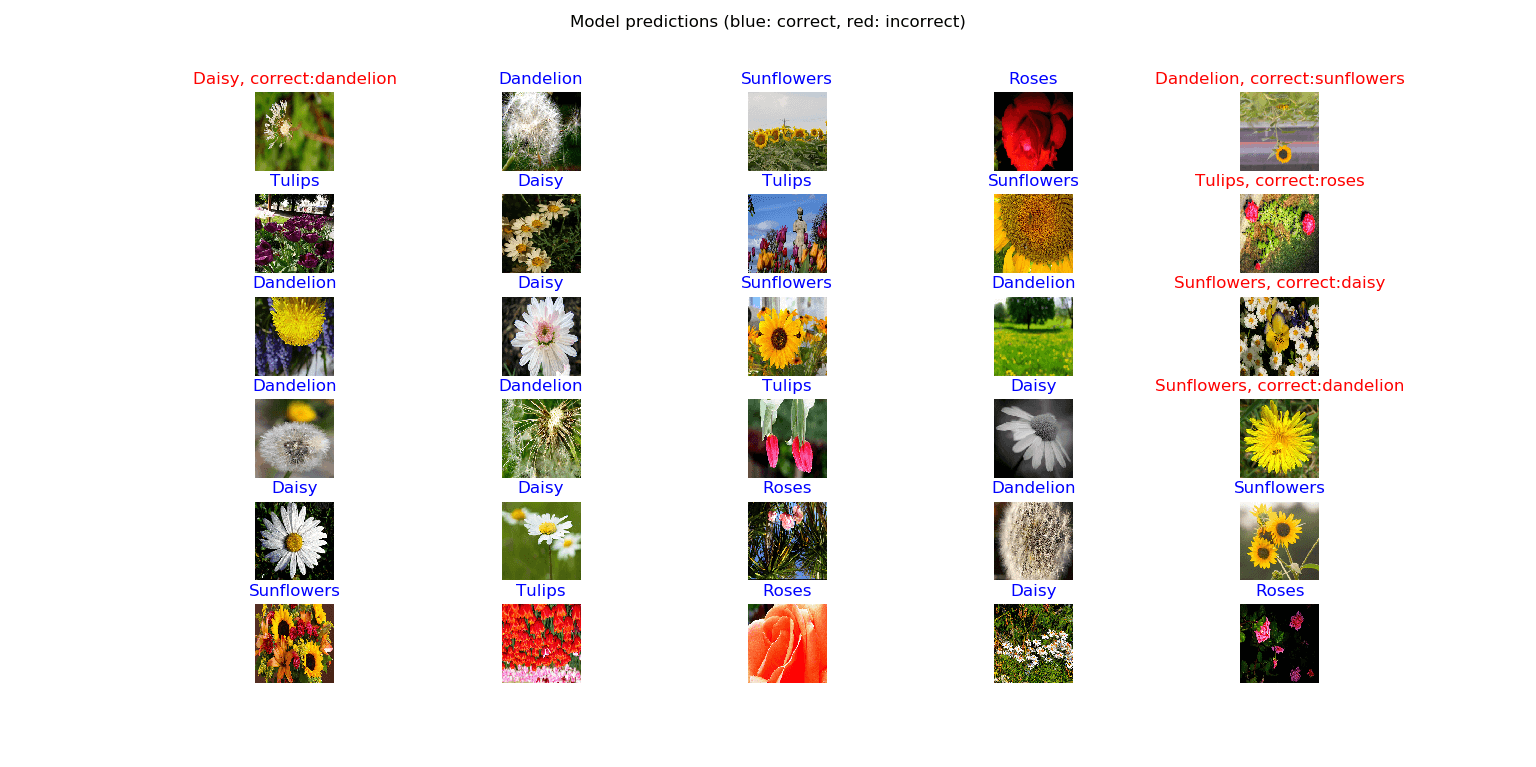 Model predictions (blue: correct, red: incorrect)
Daisy, correct:dandelion
Dandelion
Sunflowers
Roses
Dandelion, correct:sunflowers
Tulips
Daisy
Tulips
Sunflowers
Tulips, correct:roses
Dandelion
Daisy
Sunflowers
Dandelion
Sunflowers, correct:daisy
Dandelion
Dandelion
Tulips
Daisy
Sunflowers, correct:dandelion
Daisy
Daisy
Roses
Dandelion
Sunflowers
Sunflowers
Tulips
Roses
Daisy
Roses